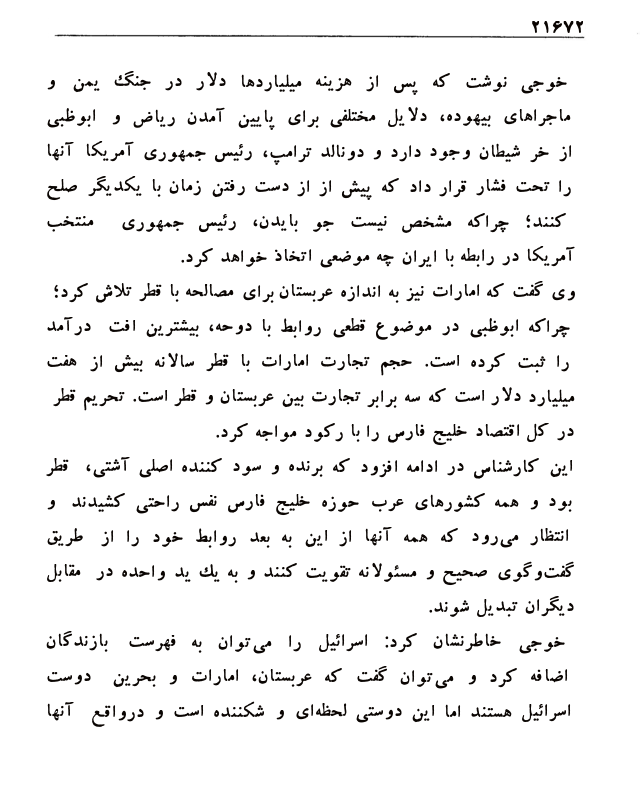 ۲۱۶۷۲
خوجی نوشت که پس از هزینه میلیاردها دلار در جنگ یمن و
ماجراهای بیهوده، دلایل مختلفی برای پایین آمدن ریاض و ابوظبی
از خر شیطان وجود دارد و دونالد ترامپ، رئیس جمهوری آمریکا آنها
را تحت فشار قرار داد که پیش از از دست رفتن زمان با یکدیگر صلح
کنند؛ چراکه مشخص نیست جو بایدن، رئیس جمهوری منتخب
آمریکا در رابطه با ایران چه موضعی اتخاذ خواهد کرد.
وی گفت که امارات نیز به اندازه عربستان برای مصالحه با قطر تلاش کرد؛
چراکه ابوظبی در موضوع قطعی روابط با دوحه، بیشترین افت درآمد
را ثبت کرده است. حجم تجارت امارات با قطر سالانه بیش از هفت
میلیارد دلار است که سه برابر تجارت بین عربستان و قطر است. تحریم قطر
در کل اقتصاد خلیج فارس را با رکود مواجه کرد.
این کارشناس در ادامه افزود که برنده و سود کننده اصلی آشتی، قطر
بود و همه کشورهای عرب حوزه خلیج فارس نفس راحتی کشیدند و
انتظار می‌رود که همه آنها از این به بعد روابط خود را از طریق
گفت‌وگوی صحیح و مسئولانه تقویت کنند و به یك ید واحده در مقابل
دیگران تبدیل شوند.
خوجی خاطرنشان کرد: اسرائیل را می‌توان به فهرست بازندگان
اضافه کرد و می‌توان گفت که عربستان، امارات و بحرین دوست
اسرائیل هستند اما این دوستی لحظه‌ای و شکننده است و درواقع آنها